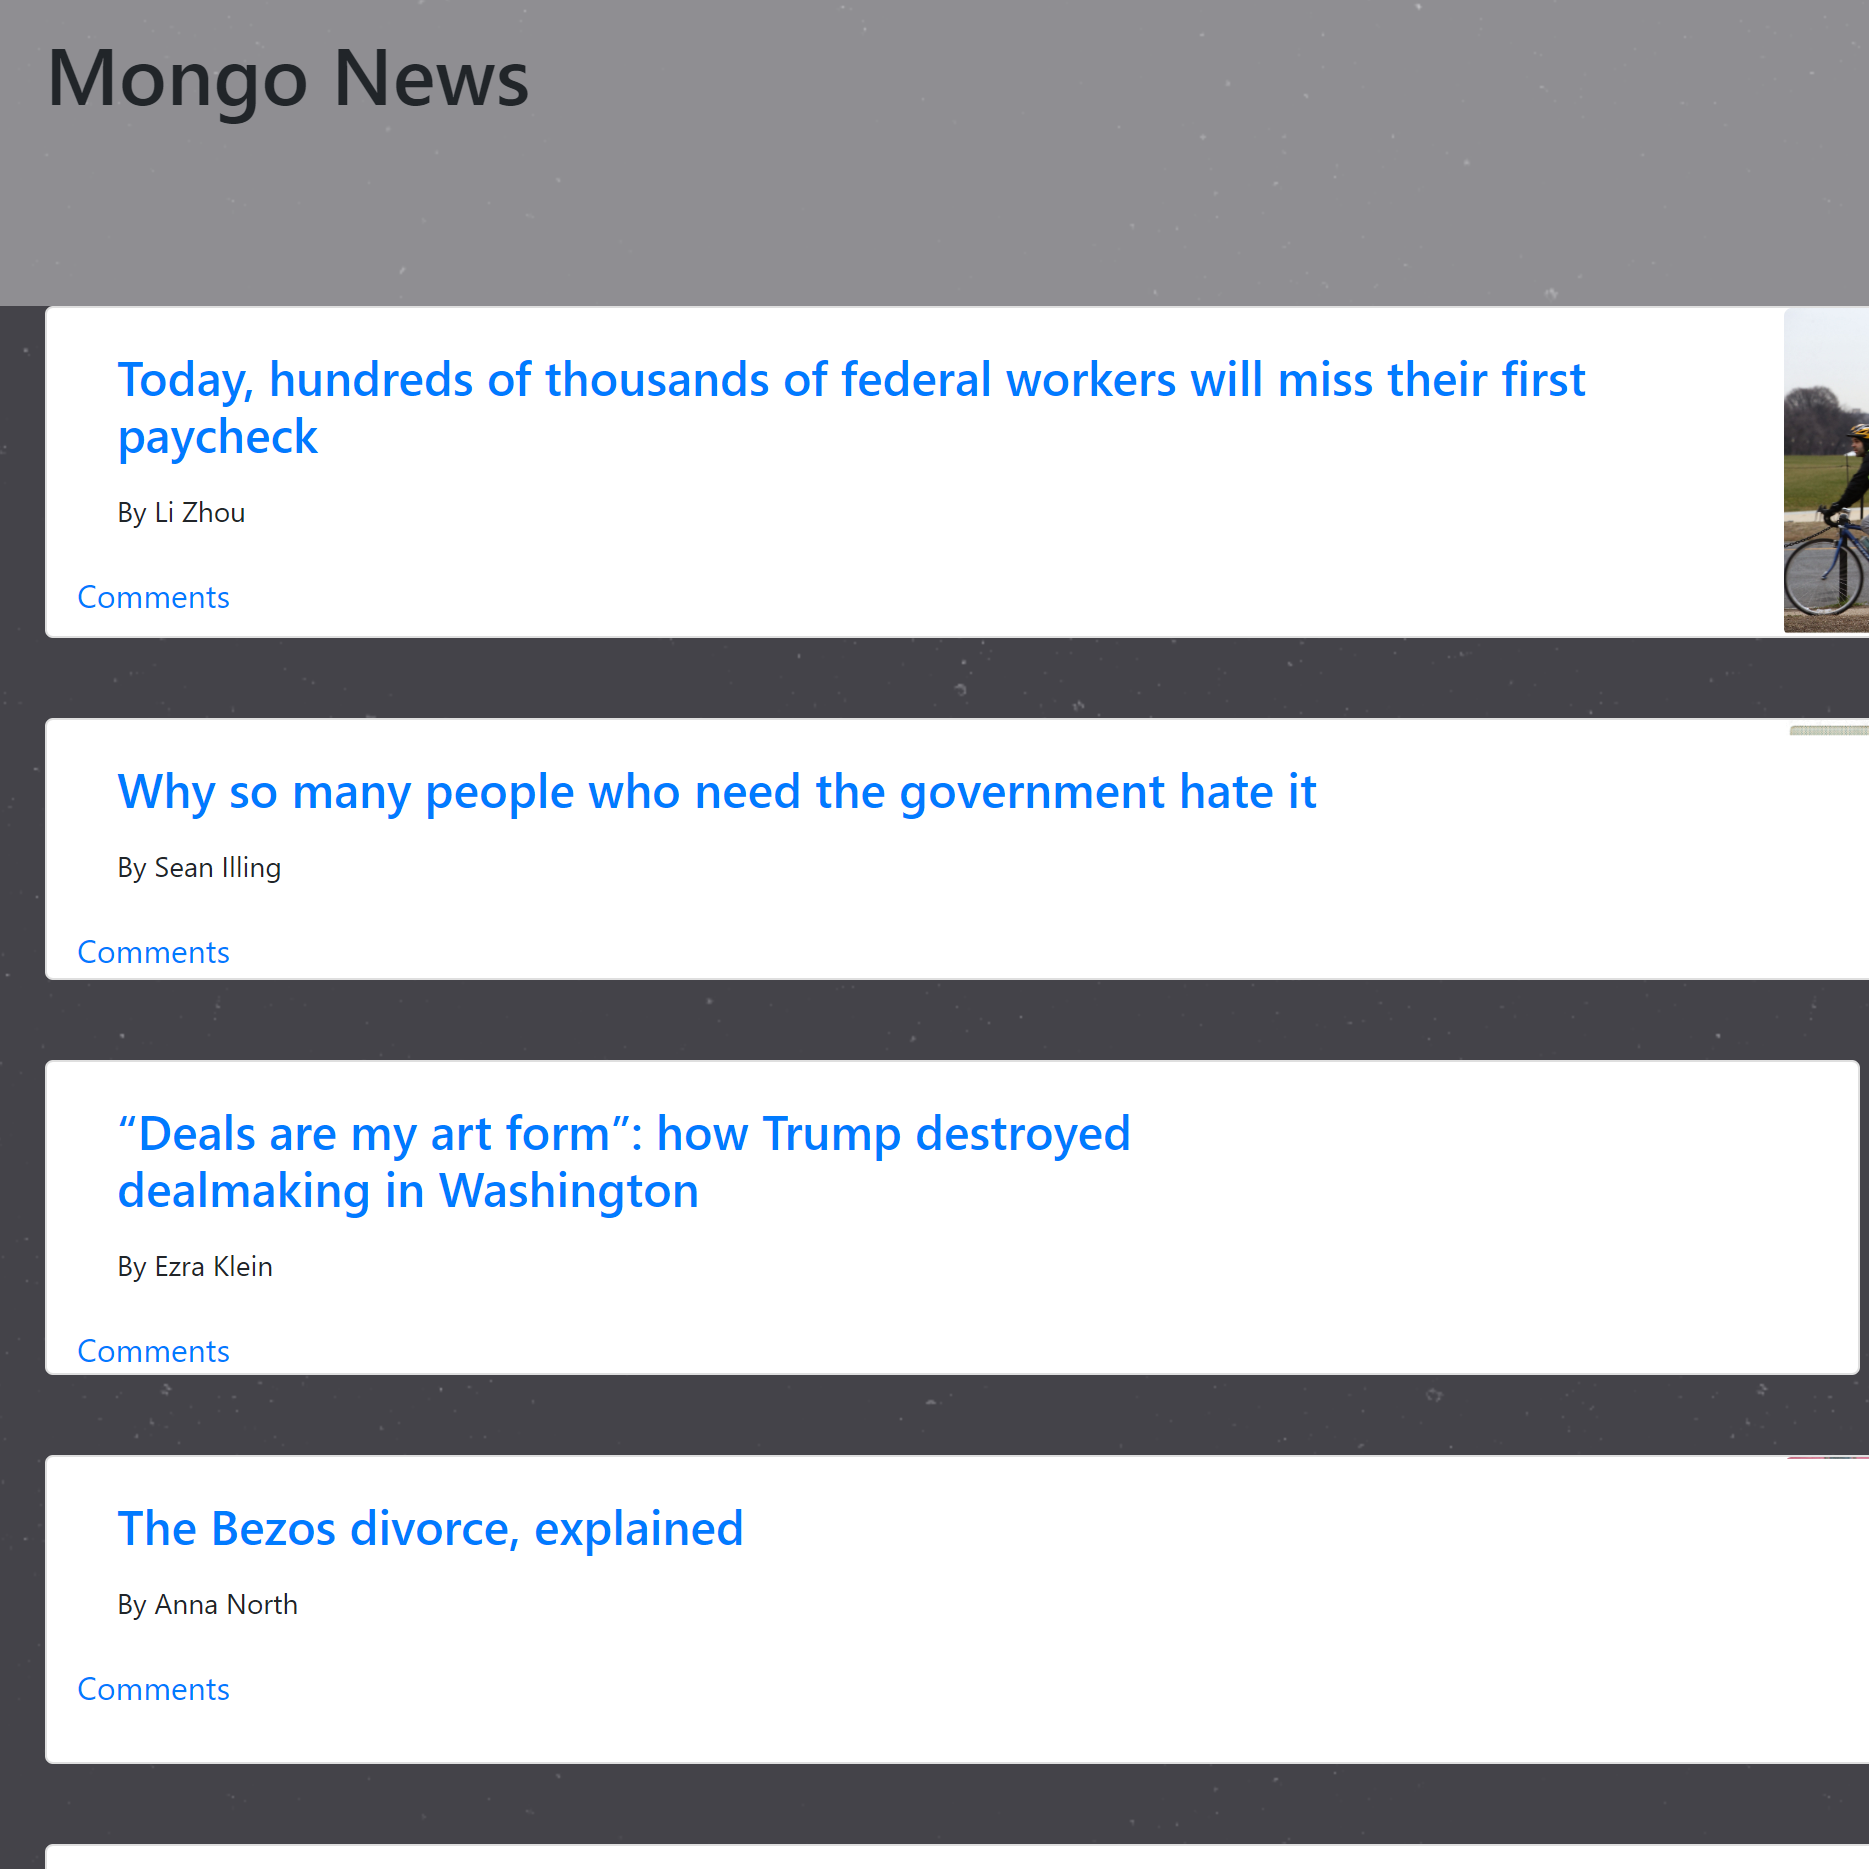 Mongo News
Today, hundreds of thousands of federal workers will miss their first
paycheck
By Li Zhou
Comments
Why so many people who need the government hate it
By Sean Illing
Comments
“Deals are my art form”: how Trump destroyed
dealmaking in Washington
By Ezra Klein
Comments
The Bezos divorce, explained
By Anna North
Comments